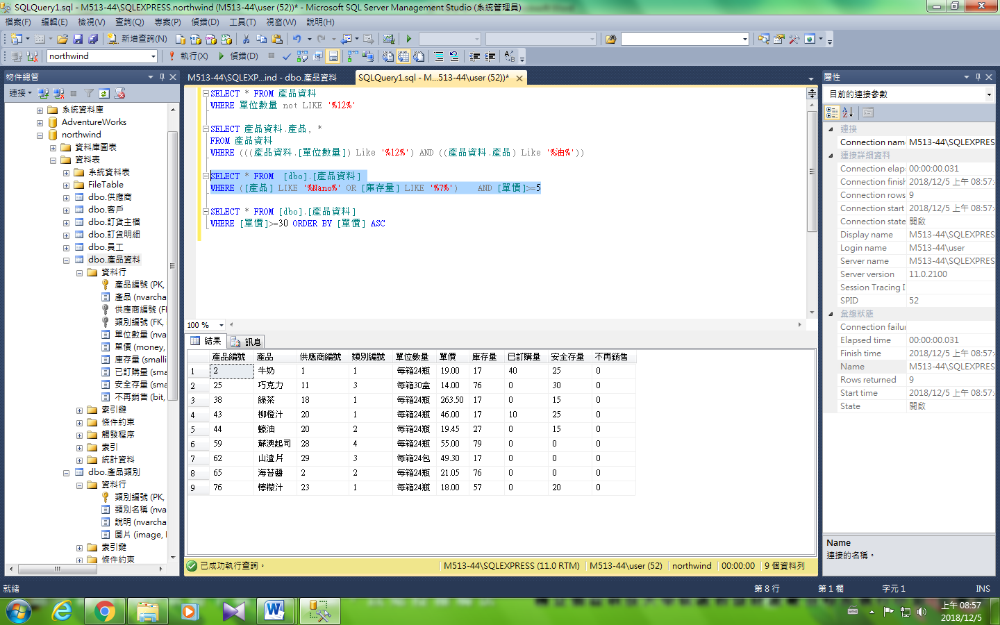 SQLQuery1.sql - M513-44\SQLEXPRESS.northwind (M513-44\user (52))* - Microsoft SQL Server Management Studio (系統管理員)
檔案(F) 編輯(E) 檢視(V) 查詢(Q) 專案(P) 偵錯(D) 工具(T) 視窗(W) 說明(H)
新增查詢(N)
northwind 執行(X) 偵錯(D)
物件總管
連接
系統資料庫
AdventureWorks
northwind
資料庫圖表
資料表
系統資料表
FileTable
dbo.供應商
dbo.客戶
dbo.訂貨主檔
dbo.訂貨明細
dbo.員工
dbo.產品資料
資料行
產品編號 (PK,
產品 (nvarcha
供應商編號 (FI
類別編號 (FK,
單位數量 (nva
單價 (money,
庫存量 (smalli
已訂購量 (sma
安全存量 (sma
不再銷售 (bit,
索引鍵
條件約束
觸發程序
索引
統計資料
dbo.產品類別
資料行
類別編號 (PK,
類別名稱 (nva
說明 (nvarcha
圖片 (image, l
索引鍵
條件約束
M513-44\SQLEXP...ind - dbo.產品資料 SQLQuery1.sql - M...513-44\user (52))*
SELECT * FROM 產品資料
WHERE 單位數量 not LIKE '%12%'
SELECT 產品資料.產品, *
FROM 產品資料
WHERE (((產品資料.[單位數量]) Like '%12%') AND ((產品資料.產品) Like '%油%'))
SELECT * FROM [dbo].[產品資料]
WHERE ([產品] LIKE '%Nano%' OR [庫存量] LIKE '%7%') AND [單價]>=5
SELECT * FROM [dbo].[產品資料]
WHERE [單價]>=30 ORDER BY [單價] ASC
100 %
結果 訊息
產品編號 產品 供應商編號 類別編號 單位數量 單價 庫存量 已訂購量 安全存量 不再銷售
1 2 牛奶 1 1 每箱24瓶 19.00 17 40 25 0
2 25 巧克力 11 3 每箱30盒 14.00 76 0 30 0
3 38 綠茶 18 1 每箱24瓶 263.50 17 0 15 0
4 43 柳橙汁 20 1 每箱24瓶 46.00 17 10 25 0
5 44 蠔油 20 2 每箱24瓶 19.45 27 0 15 0
6 59 蘇澳起司 28 4 每箱24瓶 55.00 79 0 0 0
7 62 山渣片 29 3 每箱24包 49.30 17 0 0 0
8 65 海苔醬 2 2 每箱24瓶 21.05 76 0 0 0
9 76 檸檬汁 23 1 每箱24瓶 18.00 57 0 20 0
已成功執行查詢。 M513-44\SQLEXPRESS (11.0 RTM) M513-44\user (52) northwind 00:00:00 9 個資料列
屬性
目前的連接參數
連接
Connection nam M513-44\SQLEXPRES
連接詳細資料
Connection elap 00:00:00.031
Connection finish 2018/12/5 上午 08:57:
Connection rows 9
Connection start 2018/12/5 上午 08:57:
Connection state 開啟
Display name M513-44\SQLEXPRES
Login name M513-44\user
Server name M513-44\SQLEXPRES
Server version 11.0.2100
Session Tracing I
SPID 52
彙總狀態
Connection failur
Elapsed time 00:00:00.031
Finish time 2018/12/5 上午 08:57:
Name M513-44\SQLEXPRES
Rows returned 9
Start time 2018/12/5 上午 08:57:
State 開啟
Name
連接的名稱。
就緒 第 8 行 第 1 欄 字元 1 INS
上午 08:57
2018/12/5